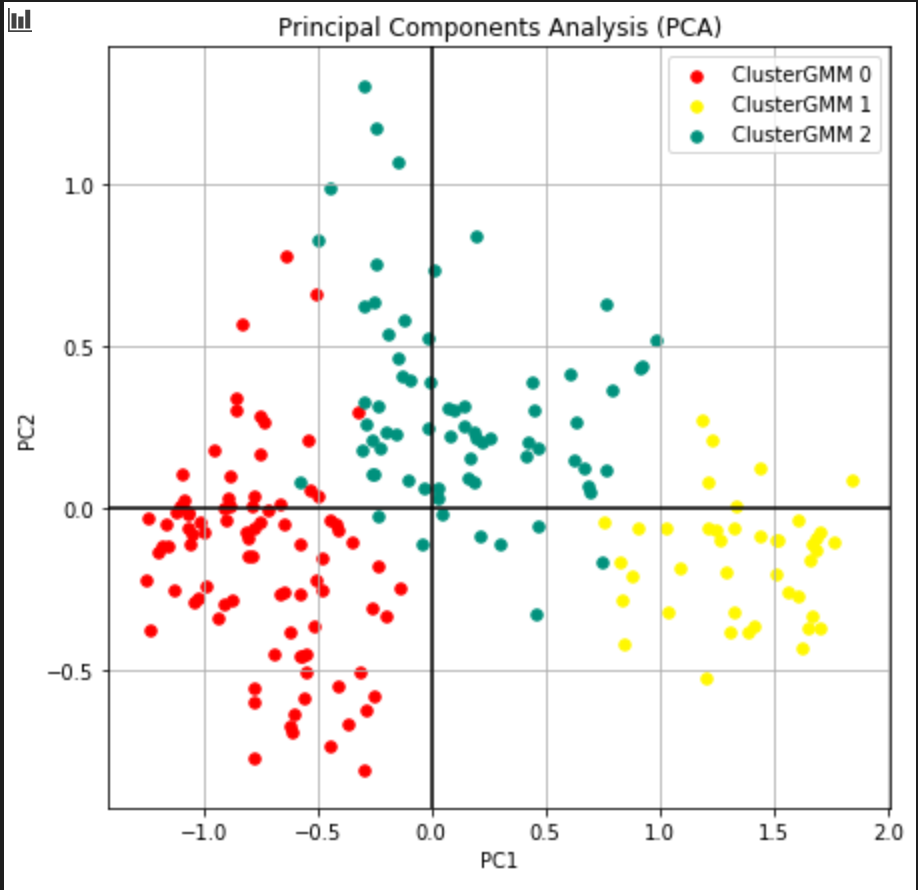 Principal Components Analysis (PCA)
ClusterGMM 0
ClusterGMM 1
ClusterGMM 2
1.0
0.5
0.0
−0.5
PC2
−1.0 −0.5 0.0 0.5 1.0 1.5 2.0
PC1